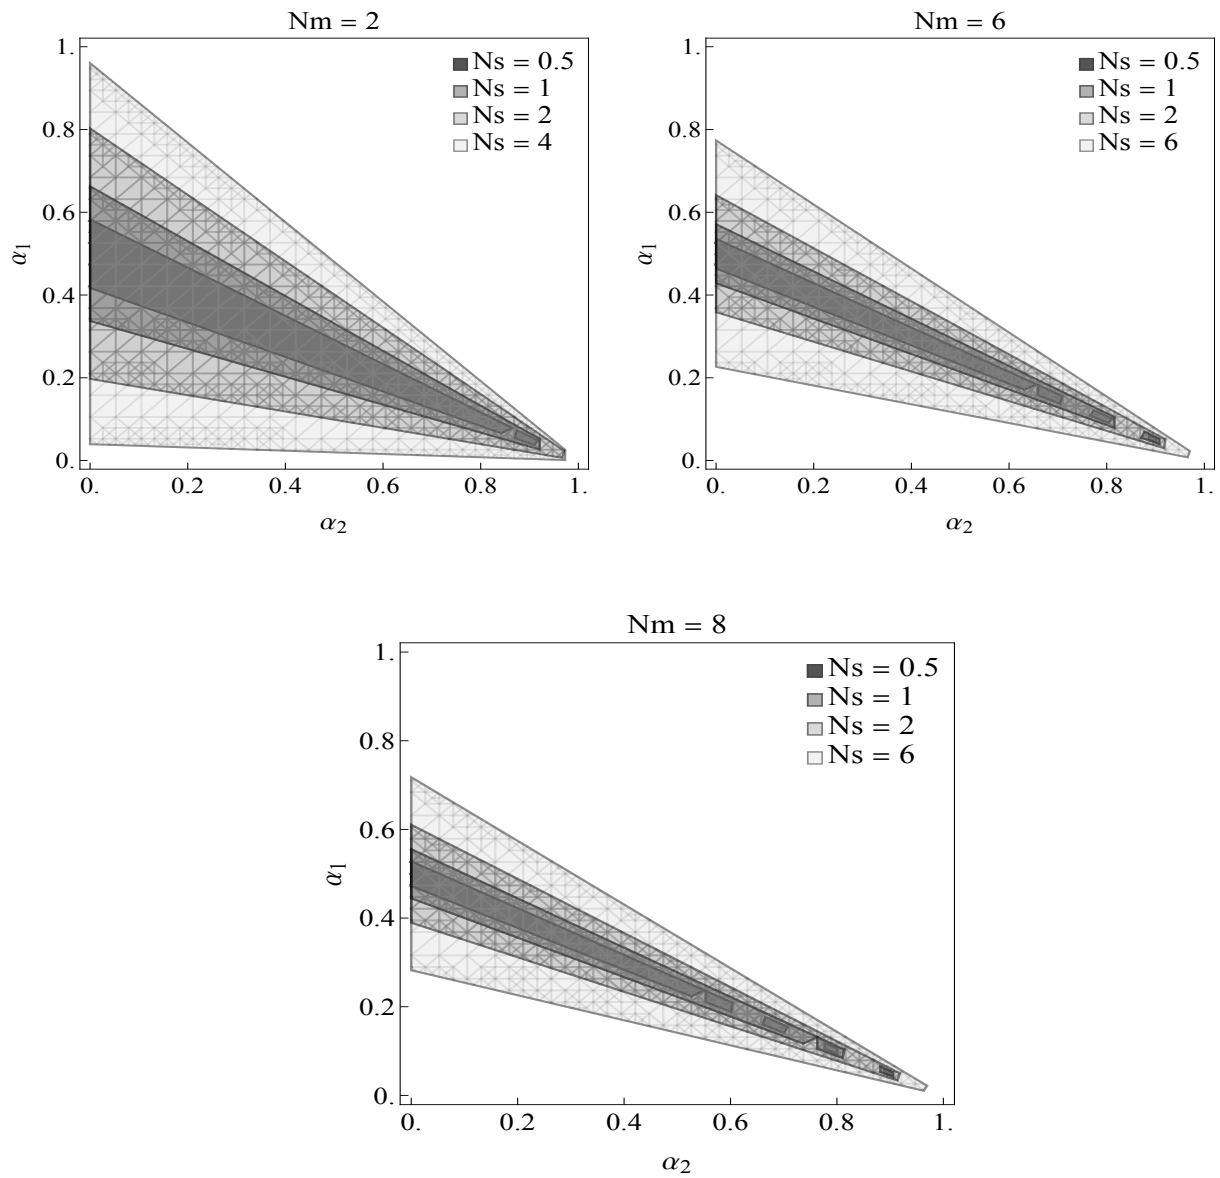 Nm = 2
1.
0.8
0.6
0.4
0.2
0.
α1
Ns = 0.5
Ns = 1
Ns = 2
Ns = 4
0. 0.2 0.4 0.6 0.8 1.
α2
Nm = 6
1.
0.8
0.6
0.4
0.2
0.
α1
Ns = 0.5
Ns = 1
Ns = 2
Ns = 6
0. 0.2 0.4 0.6 0.8 1.
α2
Nm = 8
1.
0.8
0.6
0.4
0.2
0.
α1
Ns = 0.5
Ns = 1
Ns = 2
Ns = 6
0. 0.2 0.4 0.6 0.8 1.
α2